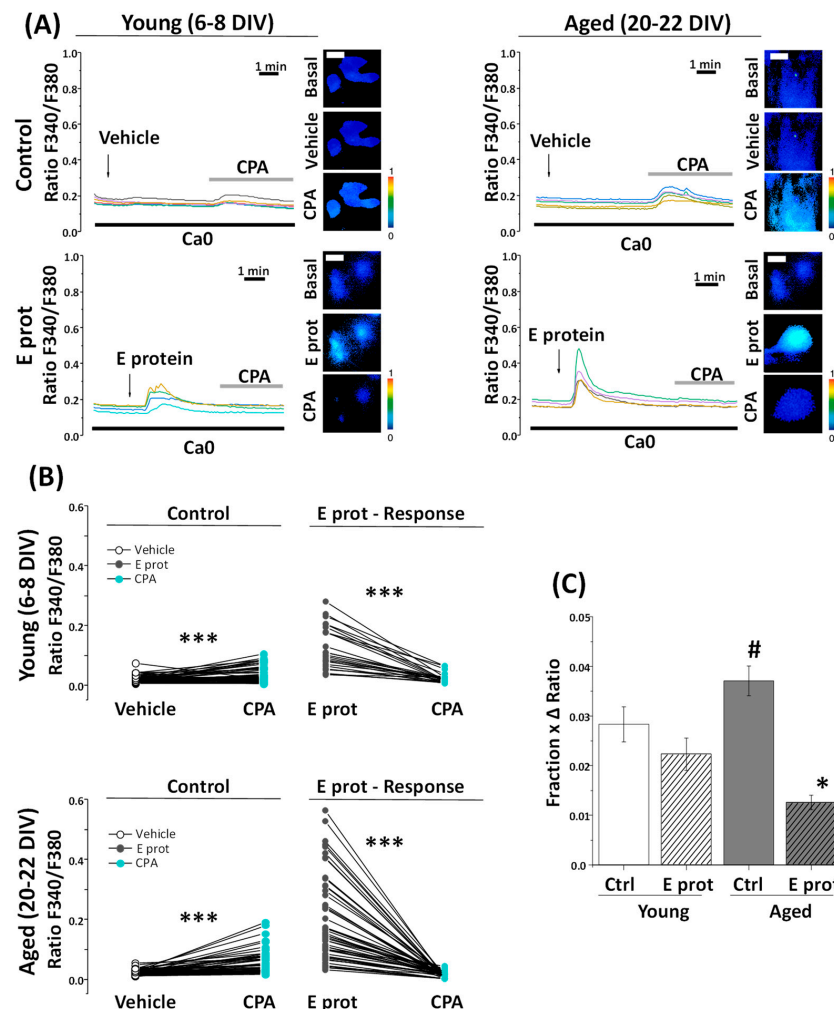 (A)
Young (6-8 DIV)
Aged (20-22 DIV)
Control
Ratio F340/F380
1.0
0.8
0.6
0.4
0.2
0.0
1 min
Vehicle
CPA
Ca0
Basal
Vehicle
CPA
1
0
Ratio F340/F380
1.0
0.8
0.6
0.4
0.2
0.0
1 min
Vehicle
CPA
Ca0
Basal
Vehicle
CPA
1
0
E prot
Ratio F340/F380
1.0
0.8
0.6
0.4
0.2
0.0
1 min
E protein
CPA
Ca0
Basal
E prot
CPA
1
0
Ratio F340/F380
1.0
0.8
0.6
0.4
0.2
0.0
1 min
E protein
CPA
Ca0
Basal
E prot
CPA
1
0
(B)
Young (6-8 DIV)
Ratio F340/F380
0.6
0.4
0.2
0.0
Control
E prot - Response
Vehicle
E prot
CPA
***
***
Vehicle
CPA
E prot
CPA
Aged (20-22 DIV)
Ratio F340/F380
0.6
0.4
0.2
0.0
Control
E prot - Response
Vehicle
E prot
CPA
***
***
Vehicle
CPA
E prot
CPA
(C)
Fraction x Δ Ratio
0.05
0.04
0.03
0.02
0.01
0.0
#
*
Ctrl
E prot
Ctrl
E prot
Young
Aged